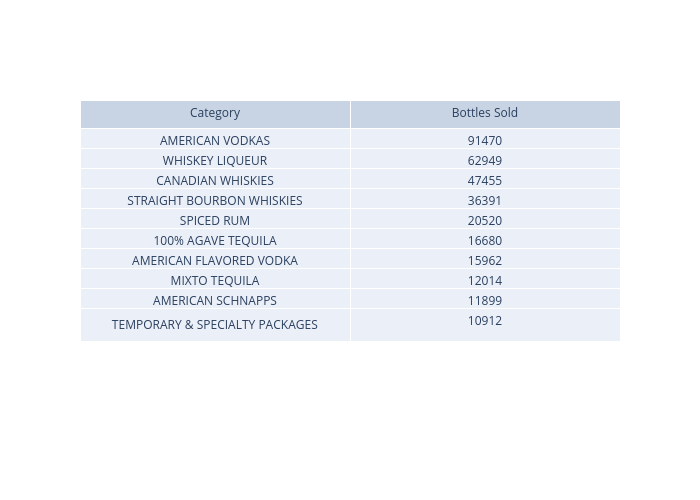 Category Bottles Sold
AMERICAN VODKAS 91470
WHISKEY LIQUEUR 62949
CANADIAN WHISKIES 47455
STRAIGHT BOURBON WHISKIES 36391
SPICED RUM 20520
100% AGAVE TEQUILA 16680
AMERICAN FLAVORED VODKA 15962
MIXTO TEQUILA 12014
AMERICAN SCHNAPPS 11899
TEMPORARY & SPECIALTY PACKAGES 10912